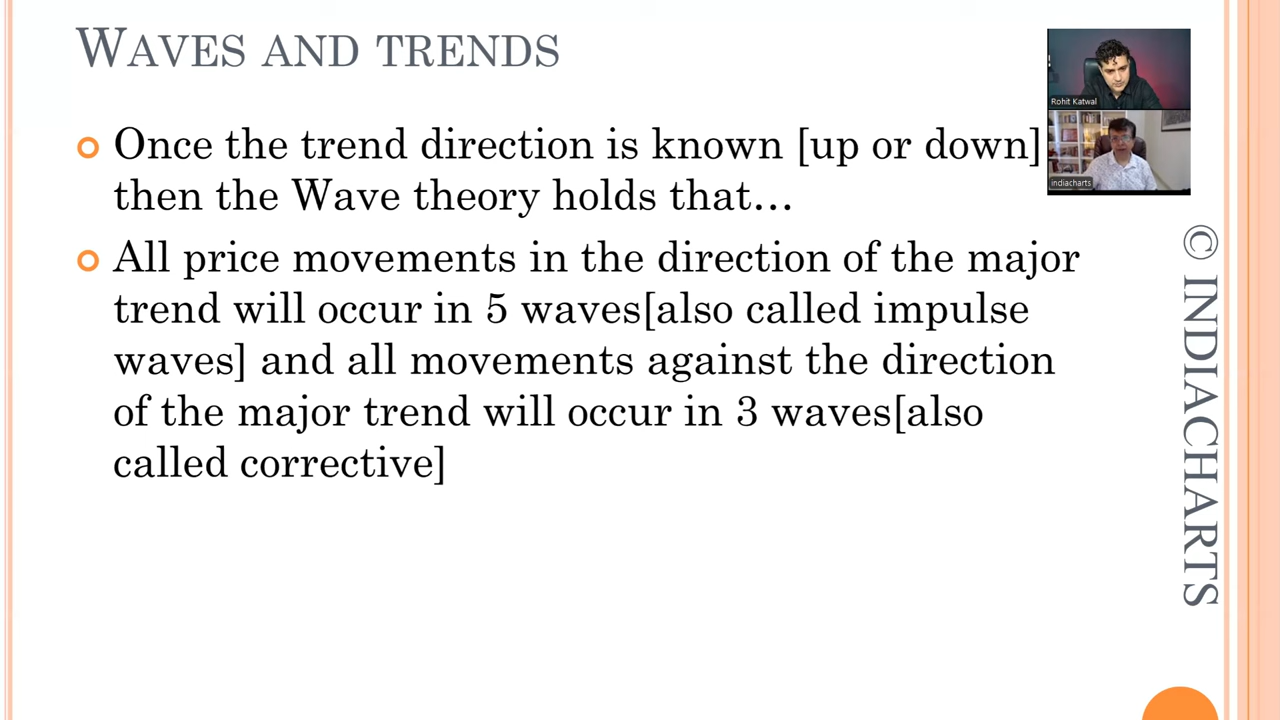 WAVES AND TRENDS
Once the trend direction is known [up or down]
then the Wave theory holds that...
All price movements in the direction of the major
trend will occur in 5 waves[also called impulse
waves] and all movements against the direction
of the major trend will occur in 3 waves[also
called corrective]
Rohit Katwal
indiacharts
© INDIACHARTS